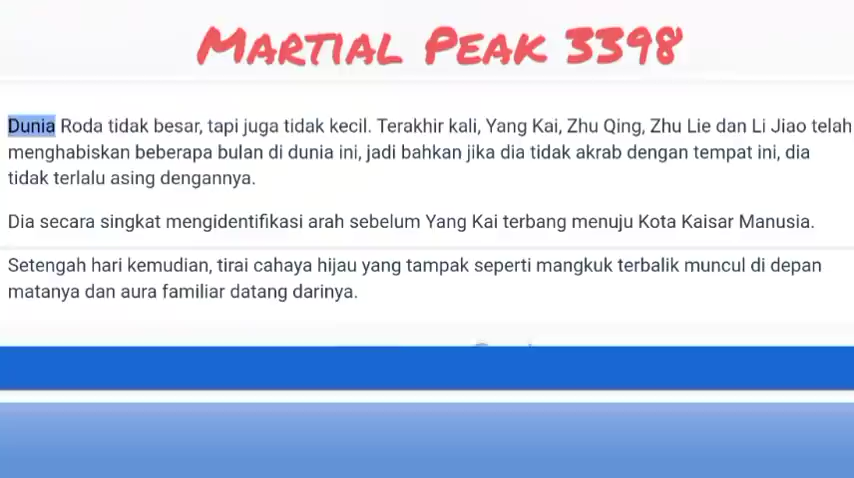 MARTIAL PEAK 3398
Dunia Roda tidak besar, tapi juga tidak kecil. Terakhir kali, Yang Kai, Zhu Qing, Zhu Lie dan Li Jiao telah
menghabiskan beberapa bulan di dunia ini, jadi bahkan jika dia tidak akrab dengan tempat ini, dia
tidak terlalu asing dengannya.
Dia secara singkat mengidentifikasi arah sebelum Yang Kai terbang menuju Kota Kaisar Manusia.
Setengah hari kemudian, tirai cahaya hijau yang tampak seperti mangkuk terbalik muncul di depan
matanya dan aura familiar datang darinya.